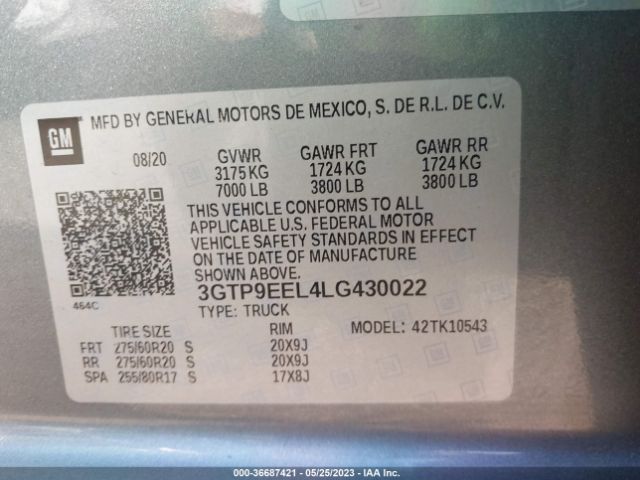 GM
MFD BY GENERAL MOTORS DE MEXICO, S. DE R.L. DE C.V.
08/20 GVWR GAWR FRT GAWR RR
3175 KG 1724 KG 1724 KG
7000 LB 3800 LB 3800 LB
THIS VEHICLE CONFORMS TO ALL
APPLICABLE U.S. FEDERAL MOTOR
VEHICLE SAFETY STANDARDS IN EFFECT
ON THE DATE OF MANUFACTURE
SHOWN ABOVE.
464C
3GTP9EEL4LG430022
TYPE: TRUCK MODEL: 42TK10543
TIRE SIZE RIM
FRT 275/60R20 S 20X9J
RR 275/60R20 S 20X9J
SPA 255/80R17 S 17X8J
000-36687421 - 05/25/2023 - IAA Inc.